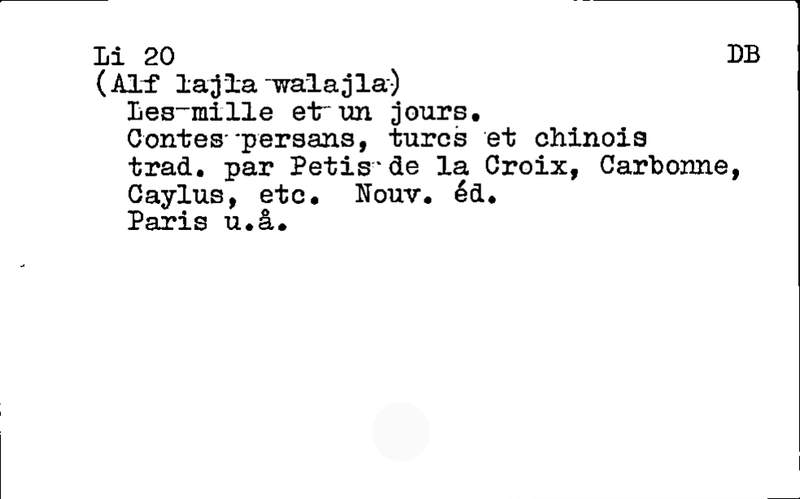 Li 20 DB
(Alf lajla walajla)
Les mille et un jours.
Contes persans, turcs et chinois
trad. par Petis de la Croix, Carbonne,
Caylus, etc. Nouv. éd.
Paris u.å.